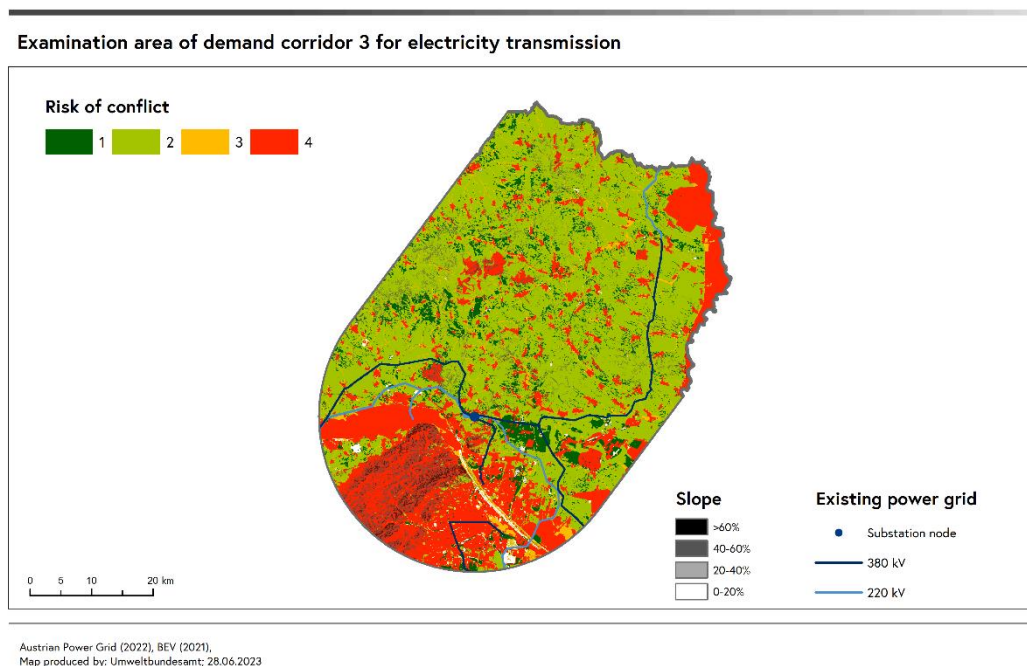 Examination area of demand corridor 3 for electricity transmission
Risk of conflict
1 2 3 4
Slope
>60%
40-60%
20-40%
0-20%
Existing power grid
Substation node
380 kV
220 kV
0 5 10 20 km
Austrian Power Grid (2022), BEV (2021),
Map produced by: Umweltbundesamt; 28.06.2023